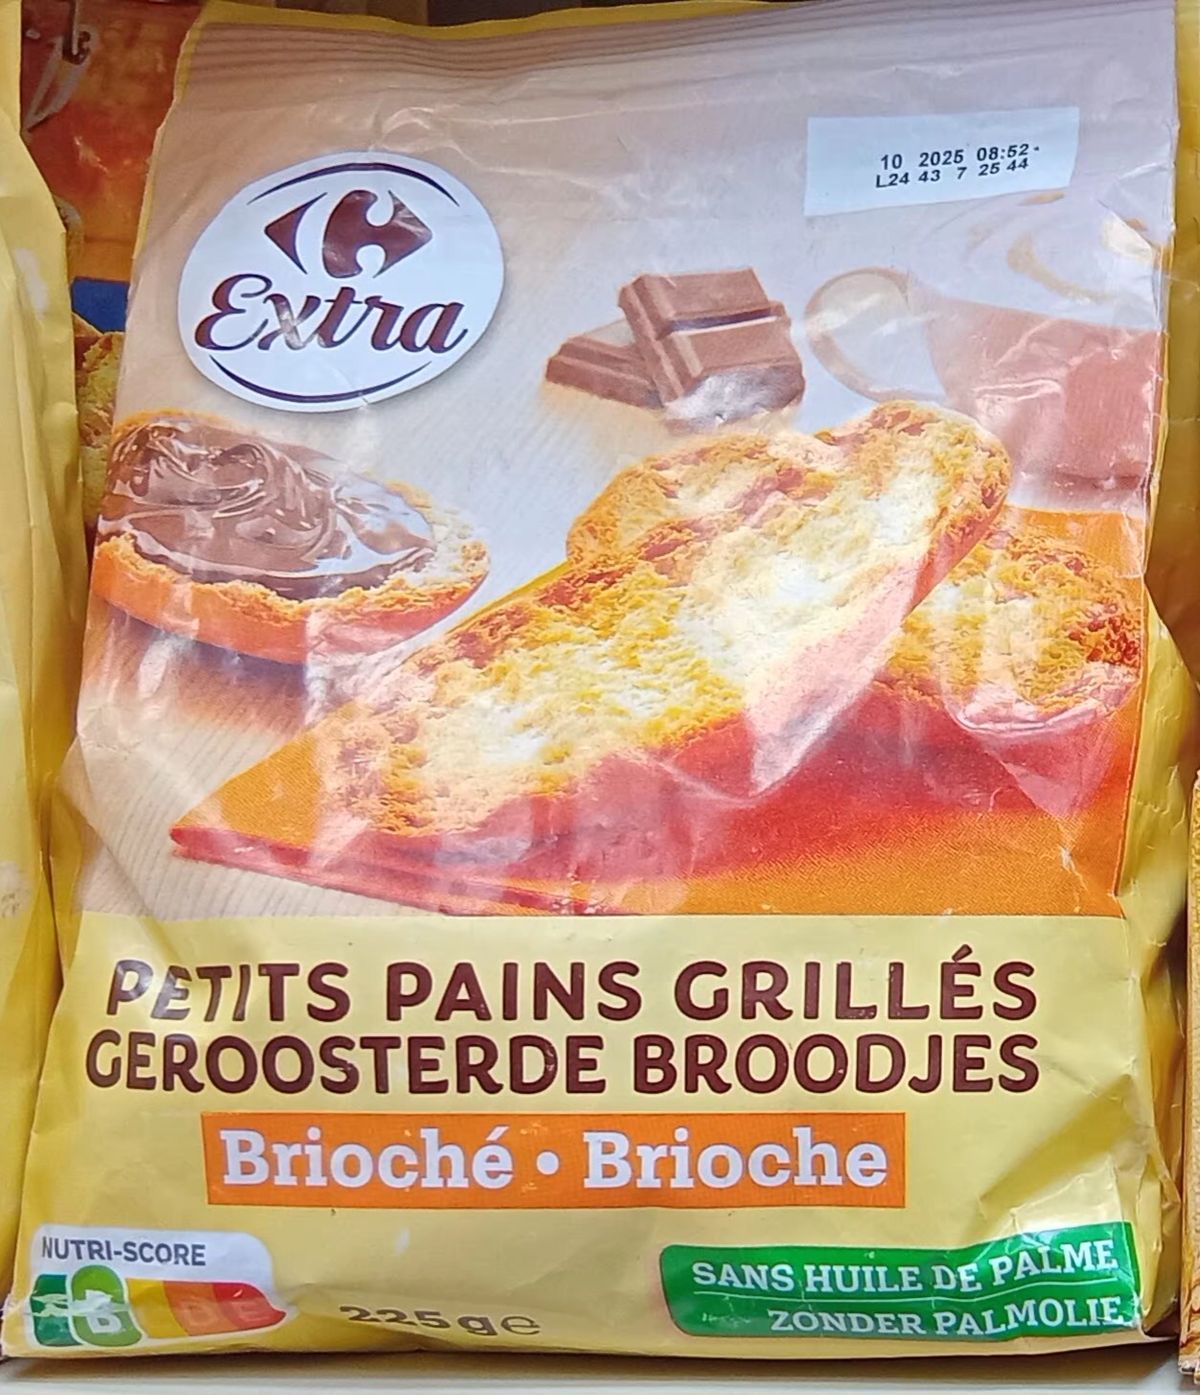 10 2025 08:52
L24 43 7 25 44
Extra
PETITS PAINS GRILLÉS
GEROOSTERDE BROODJES
Brioché • Brioche
NUTRI-SCORE
B D E
225 g e
SANS HUILE DE PALME
ZONDER PALMOLIE